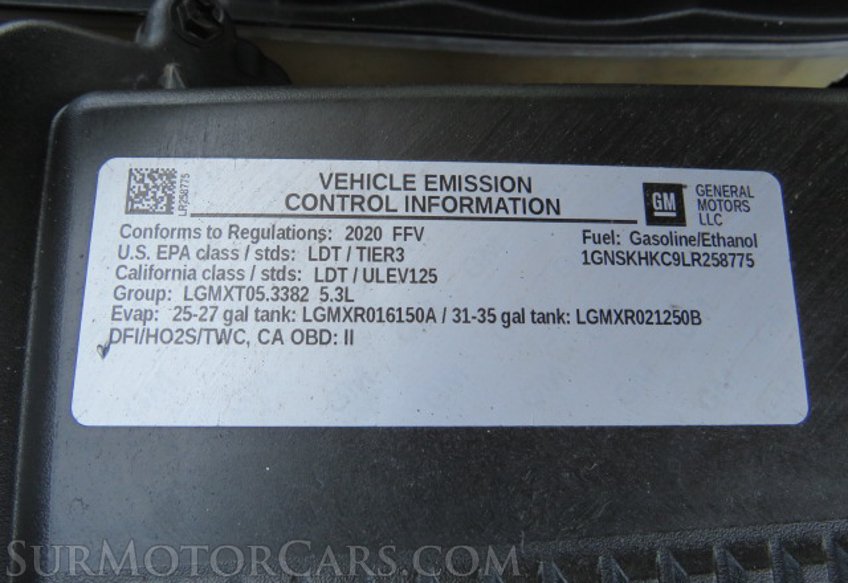 LR258775
VEHICLE EMISSION
CONTROL INFORMATION
GM
GENERAL
MOTORS
LLC
Conforms to Regulations: 2020 FFV
Fuel: Gasoline/Ethanol
U.S. EPA class / stds: LDT / TIER3
1GNSKHKC9LR258775
California class / stds: LDT / ULEV125
Group: LGMXT05.3382 5.3L
Evap: 25-27 gal tank: LGMXR016150A / 31-35 gal tank: LGMXR021250B
DFI/HO2S/TWC, CA OBD: II
SURMOTORCARS.COM